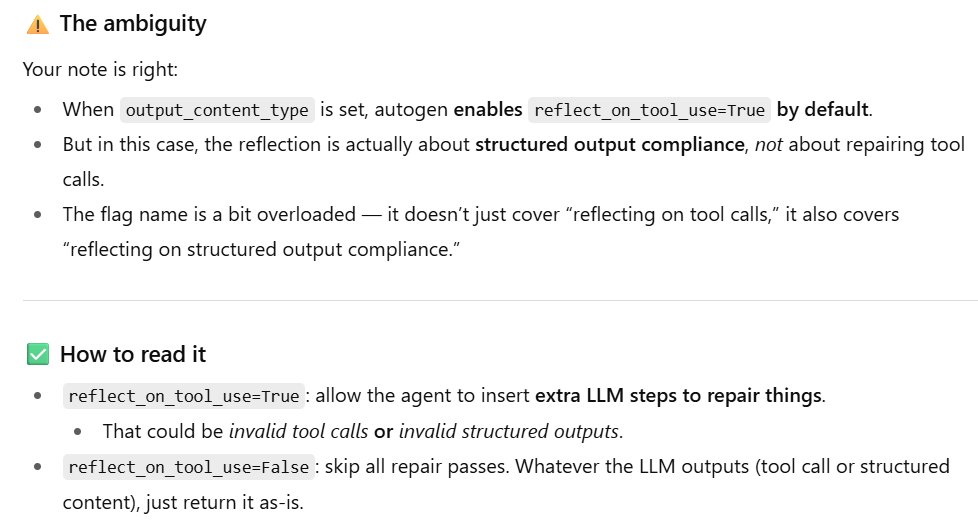 The ambiguity
Your note is right:
When output_content_type is set, autogen enables reflect_on_tool_use=True by default.
But in this case, the reflection is actually about structured output compliance, not about repairing tool
calls.
The flag name is a bit overloaded — it doesn’t just cover “reflecting on tool calls,” it also covers
“reflecting on structured output compliance.”
How to read it
reflect_on_tool_use=True: allow the agent to insert extra LLM steps to repair things.
That could be invalid tool calls or invalid structured outputs.
reflect_on_tool_use=False: skip all repair passes. Whatever the LLM outputs (tool call or structured
content), just return it as-is.